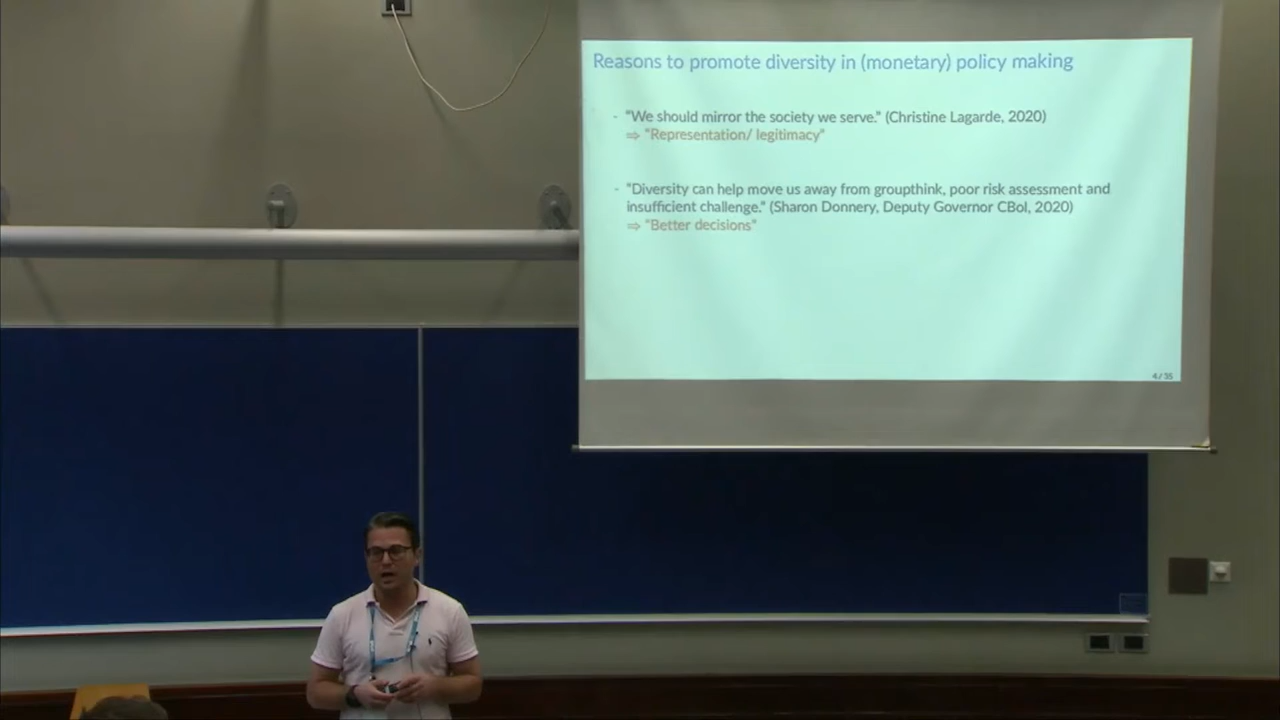 Reasons to promote diversity in (monetary) policy making
- "We should mirror the society we serve." (Christine Lagarde, 2020)
⇒ "Representation/ legitimacy"
- "Diversity can help move us away from groupthink, poor risk assessment and
insufficient challenge." (Sharon Donnery, Deputy Governor CBoI, 2020)
⇒ "Better decisions"
4 / 35